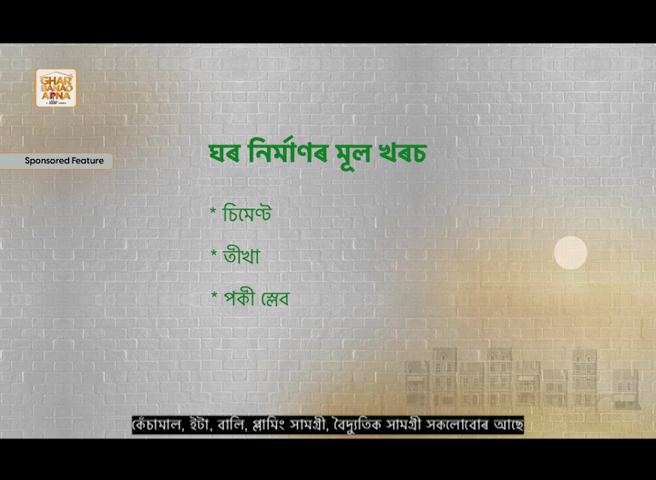 GHAR
BANAO
APNA
Sponsored Feature
ঘৰ নিৰ্মাণৰ মূল খৰচ
* চিমেণ্ট
* তীখা
* পকী স্লেব
কেঁচামাল, ইটা, বালি, প্লামিং সামগ্ৰী, বৈদ্যুতিক সামগ্ৰী সকলোবোৰ আছে